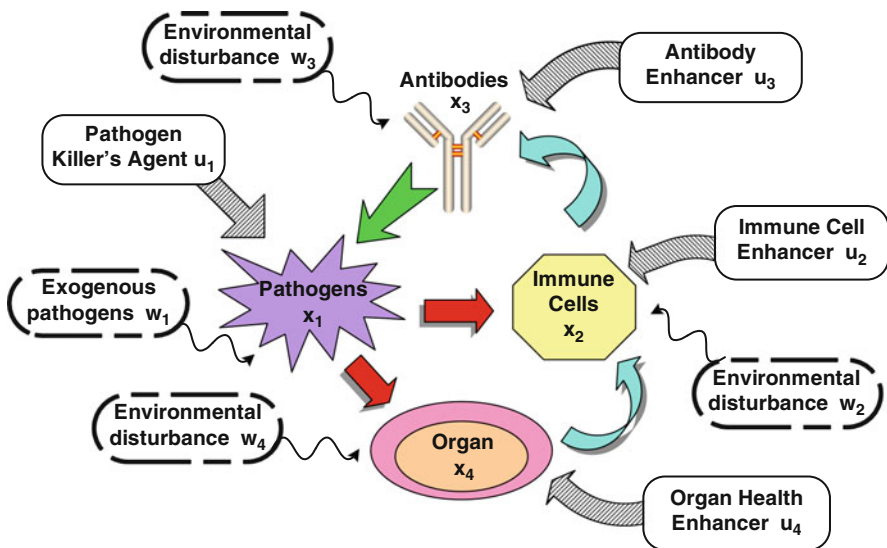 Environmental
disturbance w₃
Antibodies
x₃
Antibody
Enhancer u₃
Pathogen
Killer's Agent u₁
Immune Cell
Enhancer u₂
Exogenous
pathogens w₁
Pathogens
x₁
Immune
Cells
x₂
Environmental
disturbance w₂
Environmental
disturbance w₄
Organ
x₄
Organ Health
Enhancer u₄